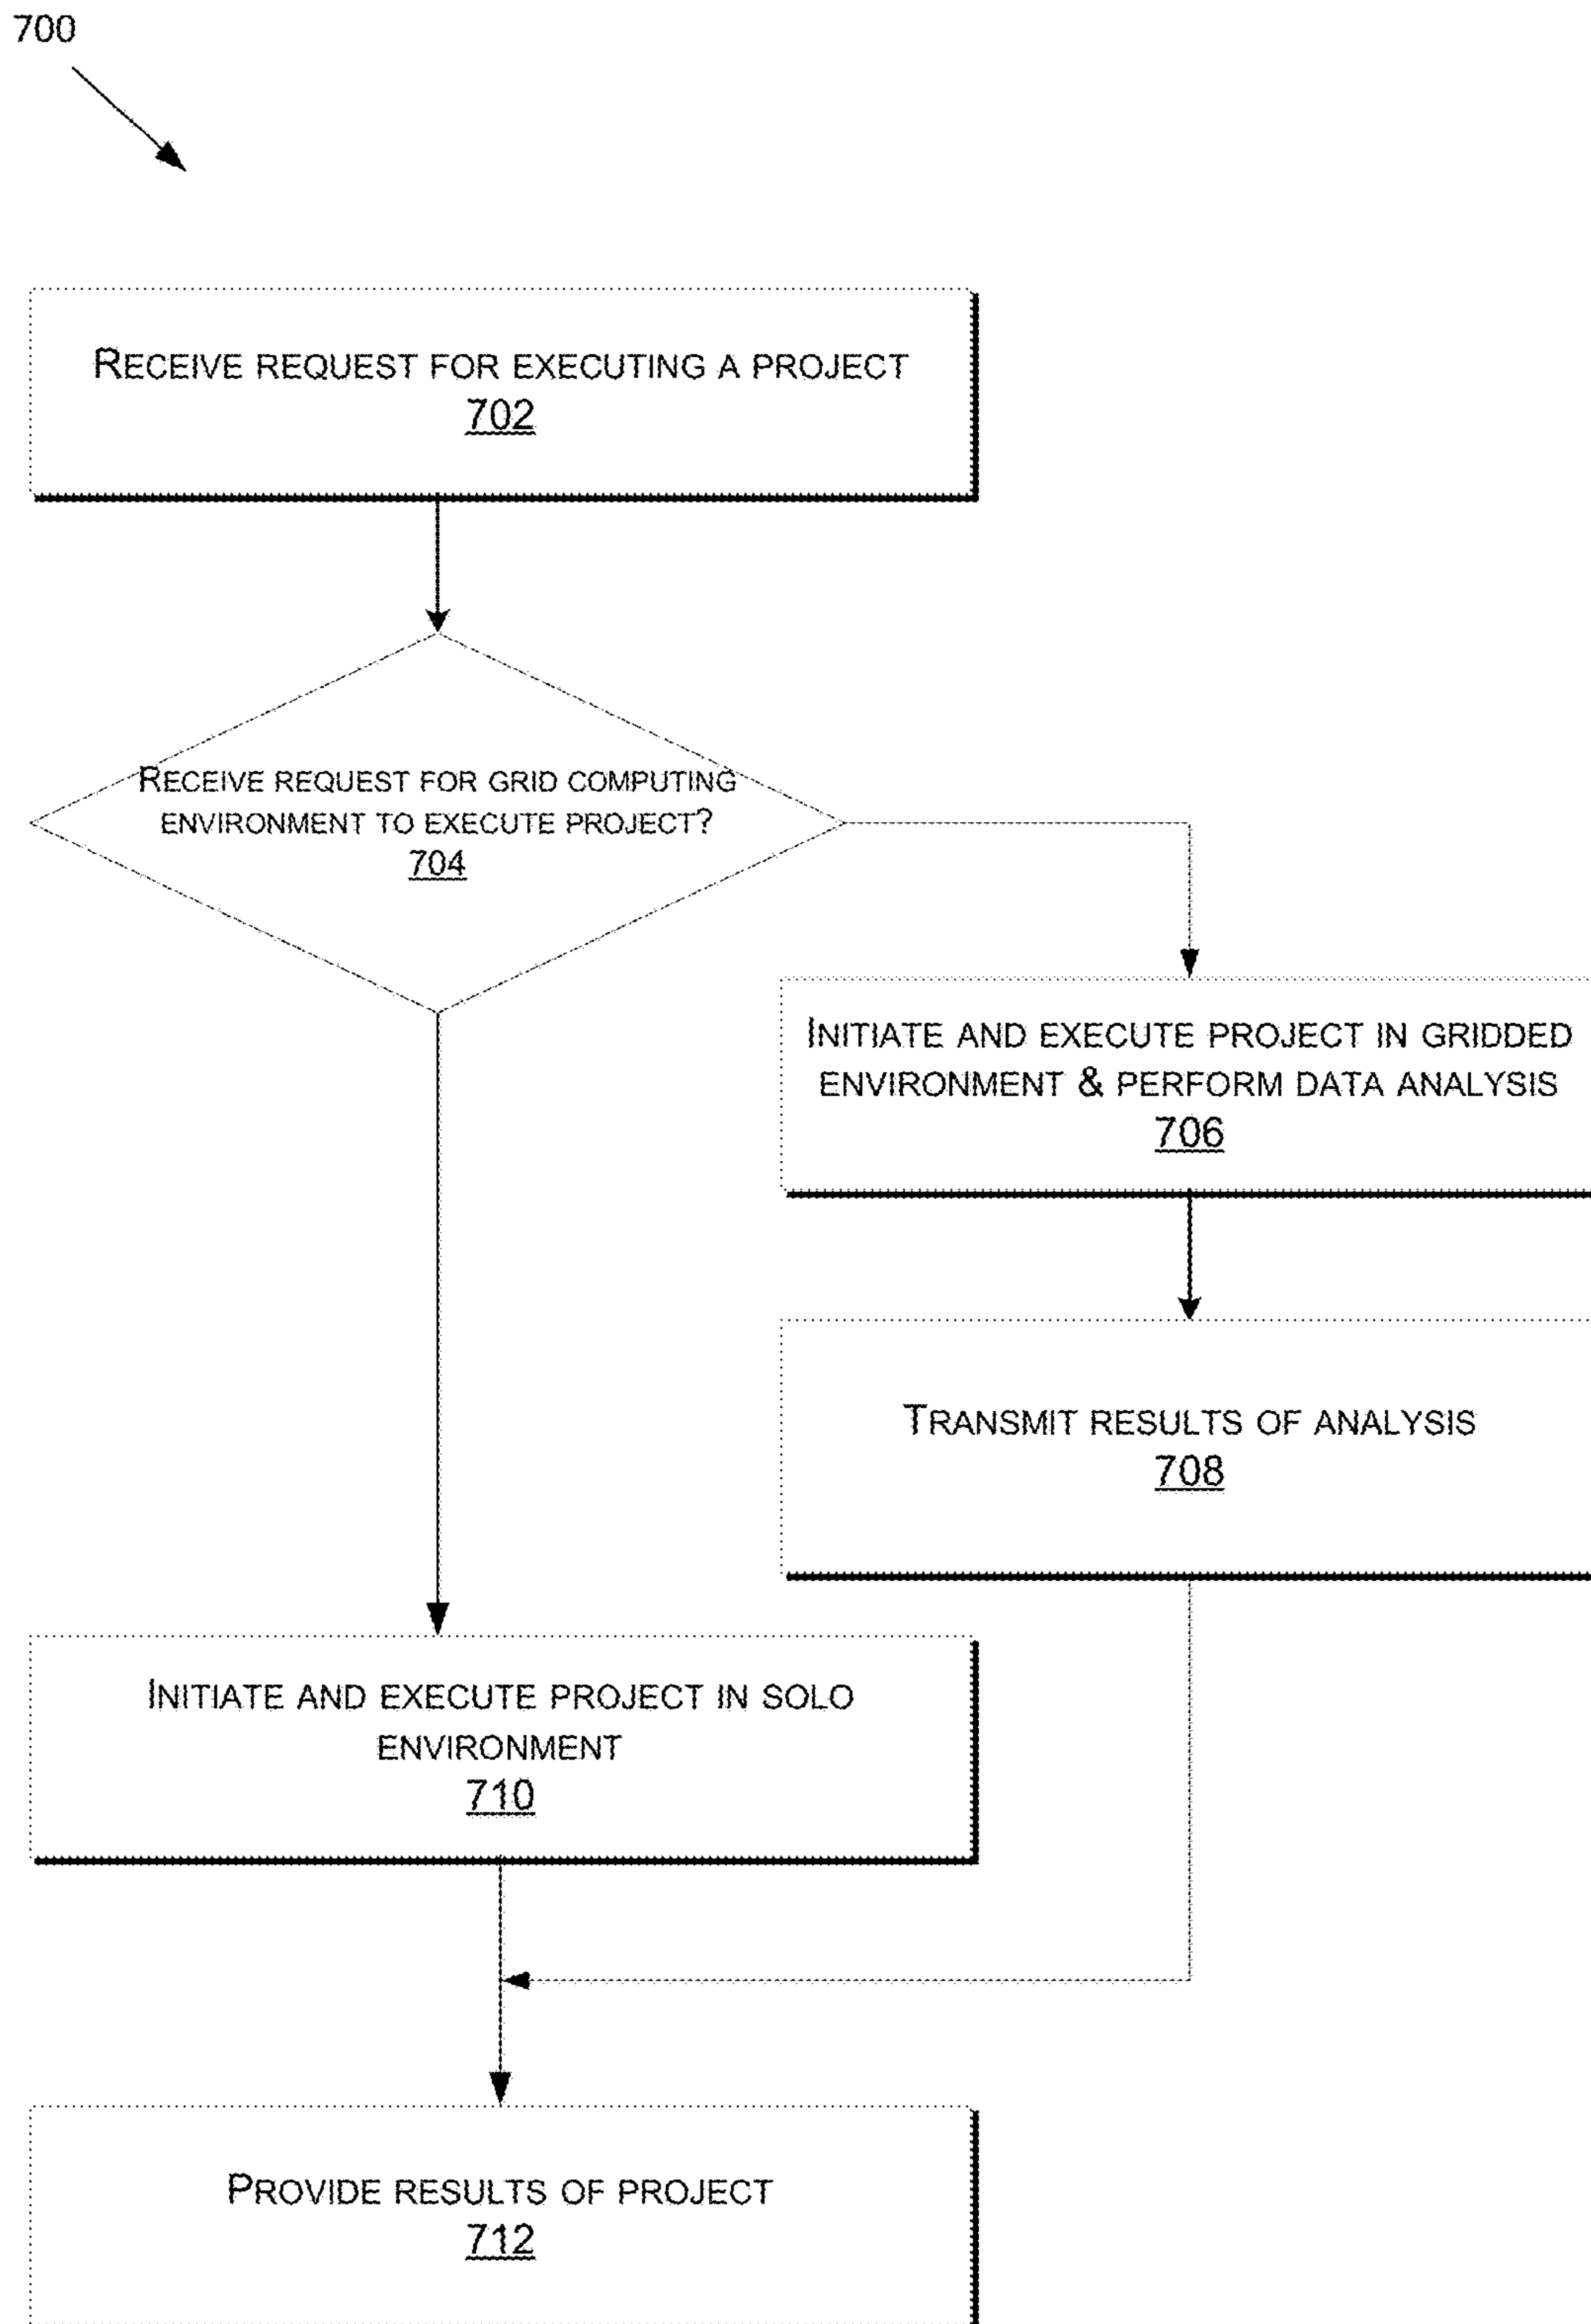 700
RECEIVE REQUEST FOR EXECUTING A PROJECT
702
RECEIVE REQUEST FOR GRID COMPUTING
ENVIRONMENT TO EXECUTE PROJECT?
704
INITIATE AND EXECUTE PROJECT IN GRIDDED
ENVIRONMENT & PERFORM DATA ANALYSIS
706
TRANSMIT RESULTS OF ANALYSIS
708
INITIATE AND EXECUTE PROJECT IN SOLO
ENVIRONMENT
710
PROVIDE RESULTS OF PROJECT
712